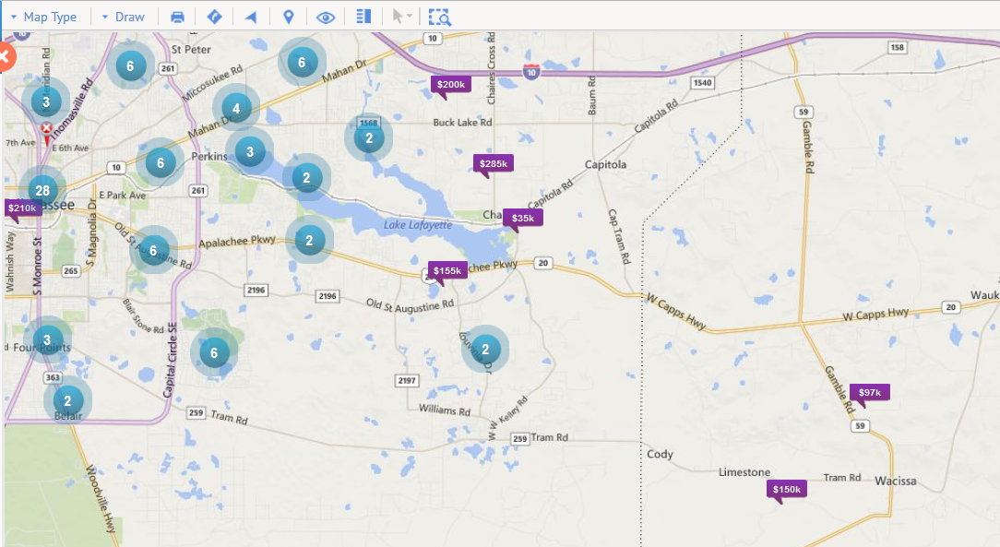 Map Type
Draw
10
10
St Peter
Meridian Rd
261
Miccosukee Rd
Mahan Dr
Chaires Cross Rd
10
158
6
6
3
Thomasville Rd
4
$200k
Baum Rd
1540
Capitola Rd
59
Gamble Rd
Mahan Dr
1568
2
Buck Lake Rd
7th Ave
E 6th Ave
Perkins
3
6
10
2
$285k
Capitola
28
assee
E Park Ave
261
Capitola Rd
$210k
Cha
$35k
S Magnolia Dr
Lake Lafayette
Cap Tram Rd
Wahnish Way
S Monroe St
Old St Augustine Rd
6
Apalachee Pkwy
2
265
$155k
chee Pkwy
20
2196
2196
Old St Augustine Rd
W Capps Hwy
W Capps Hwy
20
Wauk
Blair Stone Rd
Capital Circle SE
3
d Four Points
6
2
363
2197
Gamble Rd
$97k
2
Belair
259
Tram Rd
Williams Rd
W W Kelley Rd
259
Tram Rd
59
Cody
Limestone
Tram Rd
Wacissa
$150k
Woodville Hwy